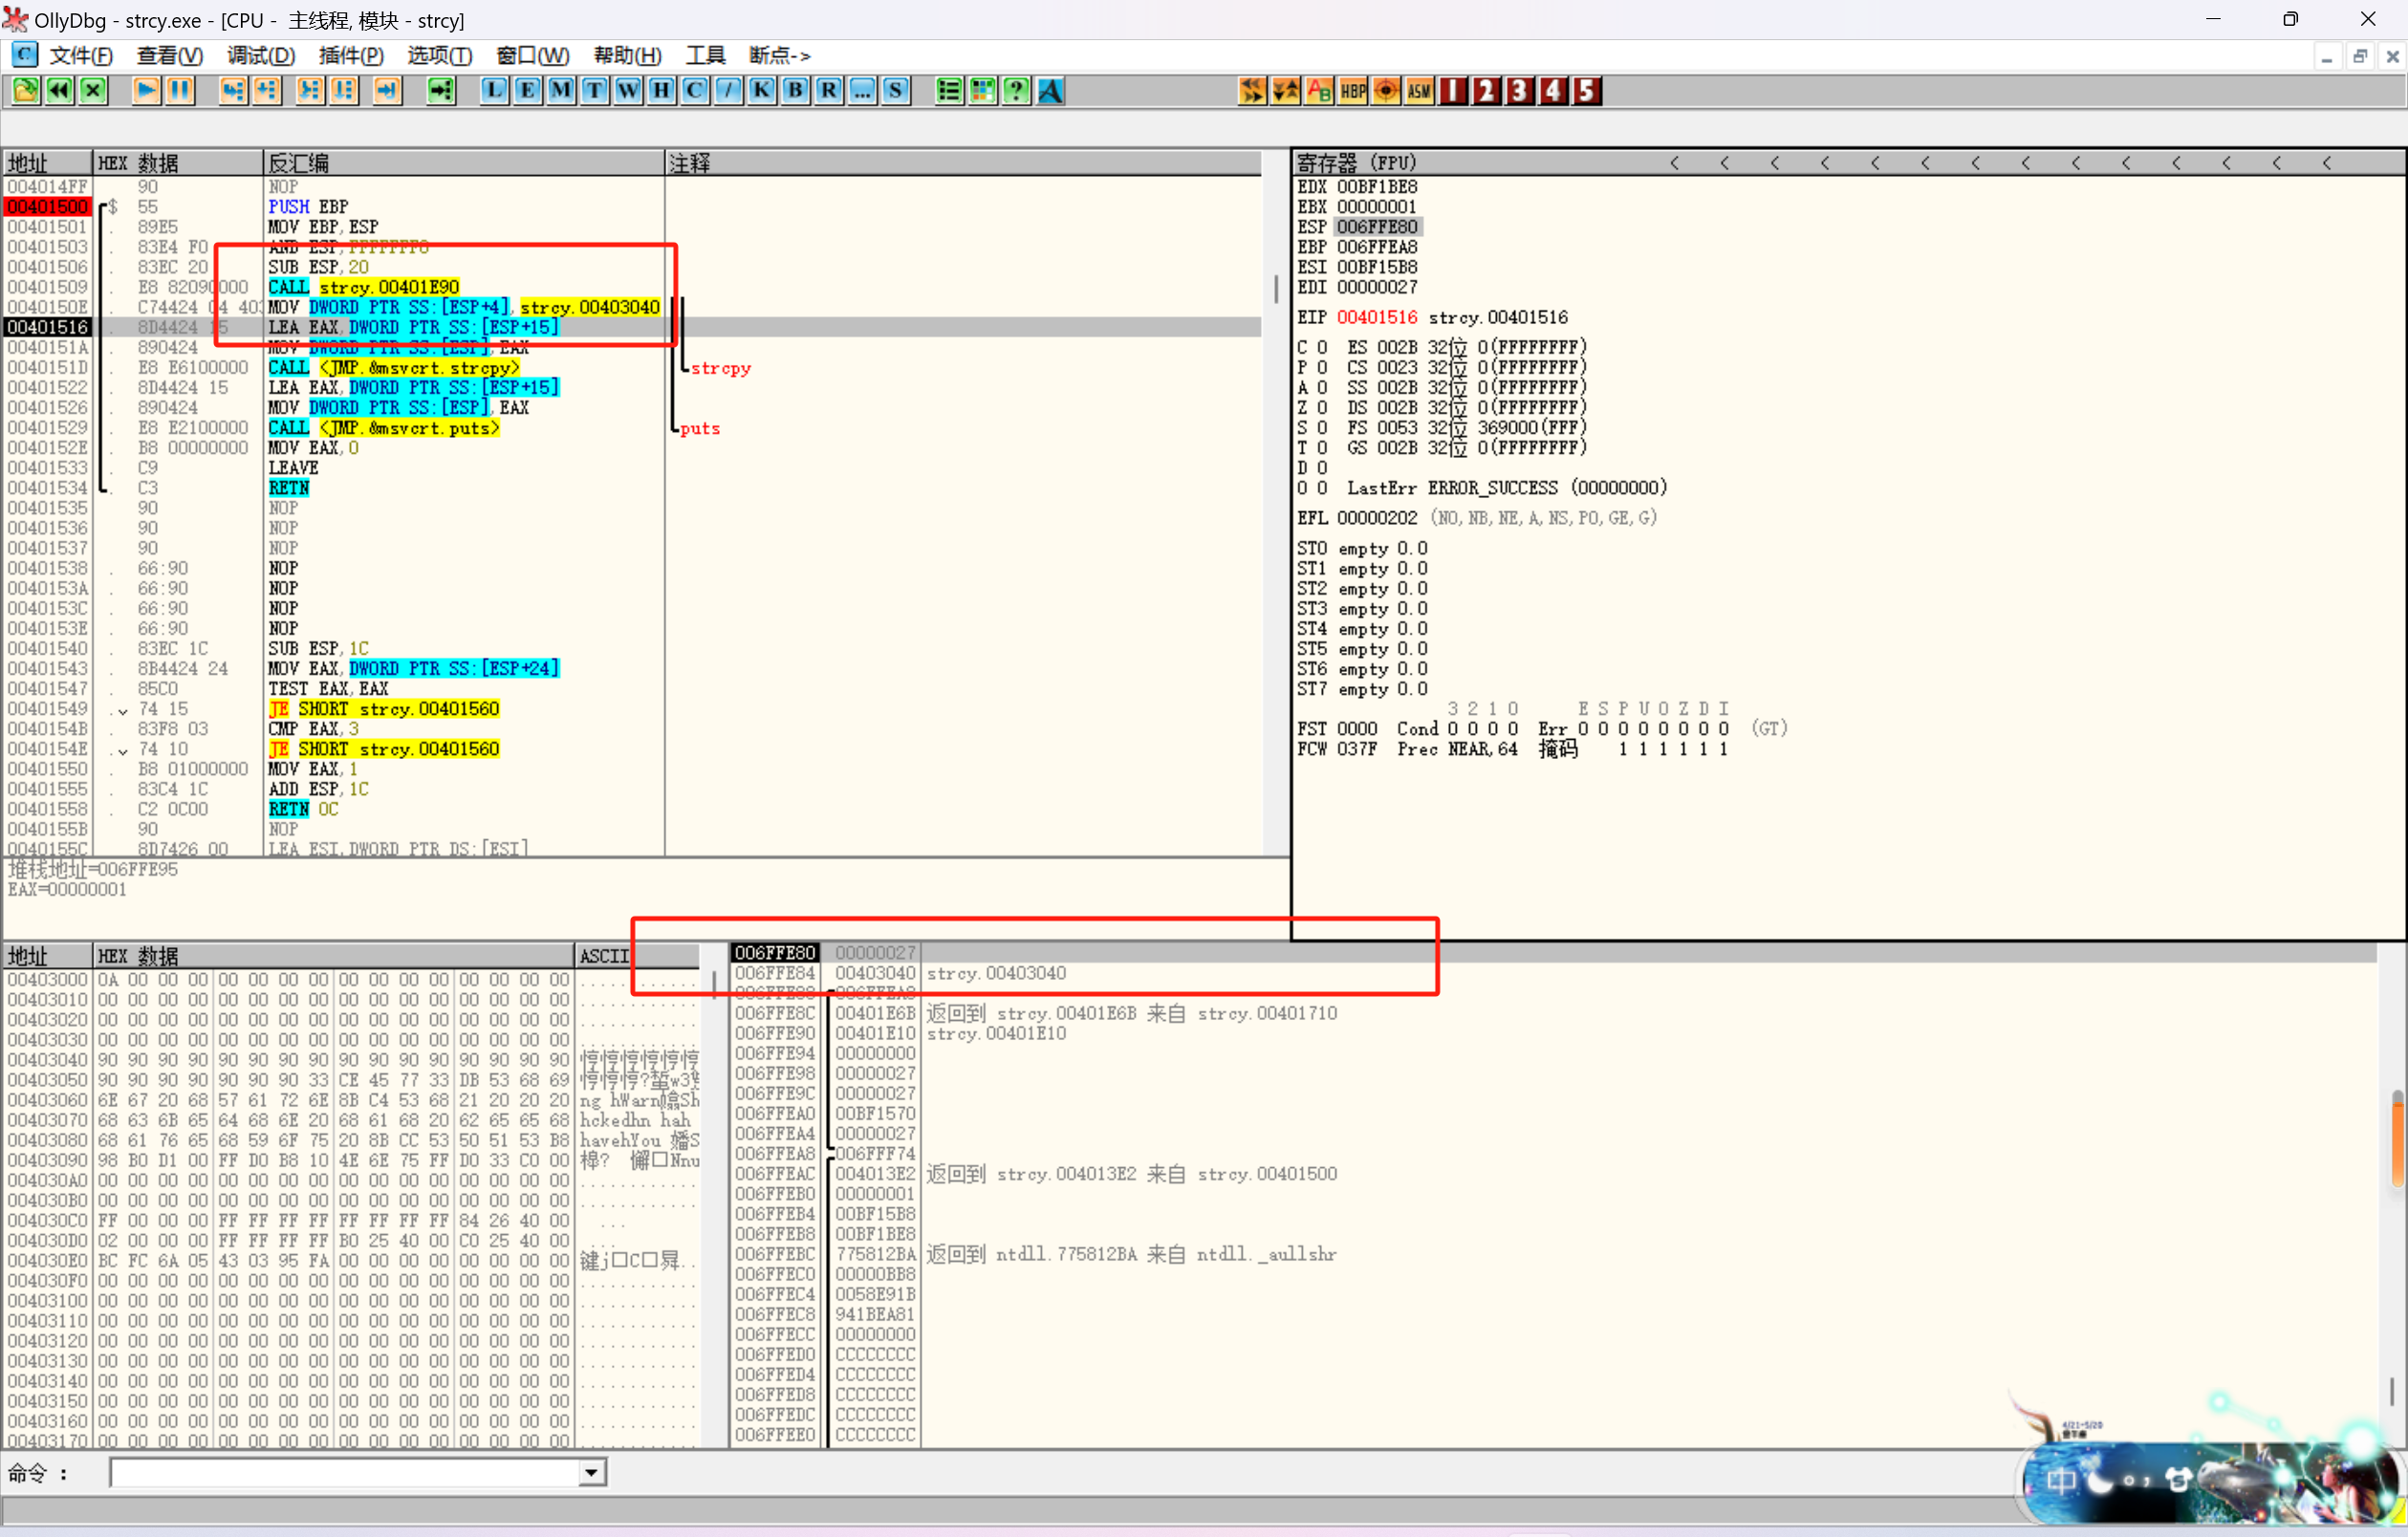 OllyDbg - strcy.exe - [CPU - 主线程, 模块 - strcy]
C 文件(F) 查看(V) 调试(D) 插件(P) 选项(T) 窗口(W) 帮助(H) 工具 断点->
L E M T W H C / K B R ... S ? A AB HBP ASM 1 2 3 4 5
地址 HEX 数据 反汇编 注释
004014FF 90 NOP
00401500 $ 55 PUSH EBP
00401501 . 89E5 MOV EBP,ESP
00401503 . 83E4 F0 AND ESP,FFFFFFF0
00401506 . 83EC 20 SUB ESP,20
00401509 . E8 82090000 CALL strcy.00401E90
0040150E . C74424 04 403 MOV DWORD PTR SS:[ESP+4],strcy.00403040
00401516 . 8D4424 15 LEA EAX,DWORD PTR SS:[ESP+15]
0040151A . 890424 MOV DWORD PTR SS:[ESP],EAX
0040151D . E8 E6100000 CALL <JMP.&msvcrt.strcpy> strcpy
00401522 . 8D4424 15 LEA EAX,DWORD PTR SS:[ESP+15]
00401526 . 890424 MOV DWORD PTR SS:[ESP],EAX
00401529 . E8 E2100000 CALL <JMP.&msvcrt.puts> puts
0040152E . B8 00000000 MOV EAX,0
00401533 . C9 LEAVE
00401534 . C3 RETN
00401535 90 NOP
00401536 90 NOP
00401537 90 NOP
00401538 . 66:90 NOP
0040153A . 66:90 NOP
0040153C . 66:90 NOP
0040153E . 66:90 NOP
00401540 . 83EC 1C SUB ESP,1C
00401543 . 8B4424 24 MOV EAX,DWORD PTR SS:[ESP+24]
00401547 . 85C0 TEST EAX,EAX
00401549 . 74 15 JE SHORT strcy.00401560
0040154B . 83F8 03 CMP EAX,3
0040154E . 74 10 JE SHORT strcy.00401560
00401550 . B8 01000000 MOV EAX,1
00401555 . 83C4 1C ADD ESP,1C
00401558 . C2 0C00 RETN 0C
0040155B 90 NOP
0040155C 8D7426 00 LEA ESI,DWORD PTR DS:[ESI]
堆栈地址=006FFE95
EAX=00000001
寄存器 (FPU) < < < < < < < < < < < < < <
EDX 00BF1BE8
EBX 00000001
ESP 006FFE80
EBP 006FFEA8
ESI 00BF15B8
EDI 00000027
EIP 00401516 strcy.00401516
C 0 ES 002B 32位 0(FFFFFFFF)
P 0 CS 0023 32位 0(FFFFFFFF)
A 0 SS 002B 32位 0(FFFFFFFF)
Z 0 DS 002B 32位 0(FFFFFFFF)
S 0 FS 0053 32位 369000(FFF)
T 0 GS 002B 32位 0(FFFFFFFF)
D 0
O 0 LastErr ERROR_SUCCESS (00000000)
EFL 00000202 (NO,NB,NE,A,NS,PO,GE,G)
ST0 empty 0.0
ST1 empty 0.0
ST2 empty 0.0
ST3 empty 0.0
ST4 empty 0.0
ST5 empty 0.0
ST6 empty 0.0
ST7 empty 0.0
3 2 1 0 E S P U O Z D I
FST 0000 Cond 0 0 0 0 Err 0 0 0 0 0 0 0 0 (GT)
FCW 037F Prec NEAR,64 掩码 1 1 1 1 1 1
地址 HEX 数据 ASCII
00403000 0A 00 00 00 00 00 00 00 00 00 00 00 00 00 00 00 ............
00403010 00 00 00 00 00 00 00 00 00 00 00 00 00 00 00 00 ............
00403020 00 00 00 00 00 00 00 00 00 00 00 00 00 00 00 00 ............
00403030 00 00 00 00 00 00 00 00 00 00 00 00 00 00 00 00 ............
00403040 90 90 90 90 90 90 90 90 90 90 90 90 90 90 90 90
00403050 90 90 90 90 90 90 90 33 CE 45 77 33 DB 53 68 69
00403060 6E 67 20 68 57 61 72 6E 8B C4 53 68 21 20 20 20 ng hWarn
00403070 68 63 6B 65 64 68 6E 20 68 61 68 20 62 65 65 68 hckedhn hah
00403080 68 61 76 65 68 59 6F 75 20 8B CC 53 50 51 53 B8 havehYou
00403090 98 B0 D1 00 FF D0 B8 10 4E 6E 75 FF D0 33 C0 00
004030A0 00 00 00 00 00 00 00 00 00 00 00 00 00 00 00 00 ............
004030B0 00 00 00 00 00 00 00 00 00 00 00 00 00 00 00 00 ............
004030C0 FF 00 00 00 FF FF FF FF FF FF FF FF 84 26 40 00 ...
004030D0 02 00 00 00 FF FF FF FF B0 25 40 00 C0 25 40 00 ...
004030E0 BC FC 6A 05 43 03 95 FA 00 00 00 00 00 00 00 00
004030F0 00 00 00 00 00 00 00 00 00 00 00 00 00 00 00 00 ............
00403100 00 00 00 00 00 00 00 00 00 00 00 00 00 00 00 00 ............
00403110 00 00 00 00 00 00 00 00 00 00 00 00 00 00 00 00 ............
00403120 00 00 00 00 00 00 00 00 00 00 00 00 00 00 00 00 ............
00403130 00 00 00 00 00 00 00 00 00 00 00 00 00 00 00 00 ............
00403140 00 00 00 00 00 00 00 00 00 00 00 00 00 00 00 00 ............
00403150 00 00 00 00 00 00 00 00 00 00 00 00 00 00 00 00 ............
00403160 00 00 00 00 00 00 00 00 00 00 00 00 00 00 00 00 ............
00403170 00 00 00 00 00 00 00 00 00 00 00 00 00 00 00 00 ............
006FFE80 00000027
006FFE84 00403040 strcy.00403040
006FFE88 006FFEA8
006FFE8C 00401E6B 返回到 strcy.00401E6B 来自 strcy.00401710
006FFE90 00401E10 strcy.00401E10
006FFE94 00000000
006FFE98 00000027
006FFE9C 00000027
006FFEA0 00BF1570
006FFEA4 00000027
006FFEA8 006FFF74
006FFEAC 004013E2 返回到 strcy.004013E2 来自 strcy.00401500
006FFEB0 00000001
006FFEB4 00BF15B8
006FFEB8 00BF1BE8
006FFEBC 775812BA 返回到 ntdll.775812BA 来自 ntdll._aullshr
006FFEC0 00000BB8
006FFEC4 0058E91B
006FFEC8 941BEA81
006FFECC 00000000
006FFED0 CCCCCCCC
006FFED4 CCCCCCCC
006FFED8 CCCCCCCC
006FFEDC CCCCCCCC
006FFEE0 CCCCCCCC
命令 :
4/21-5/20
中